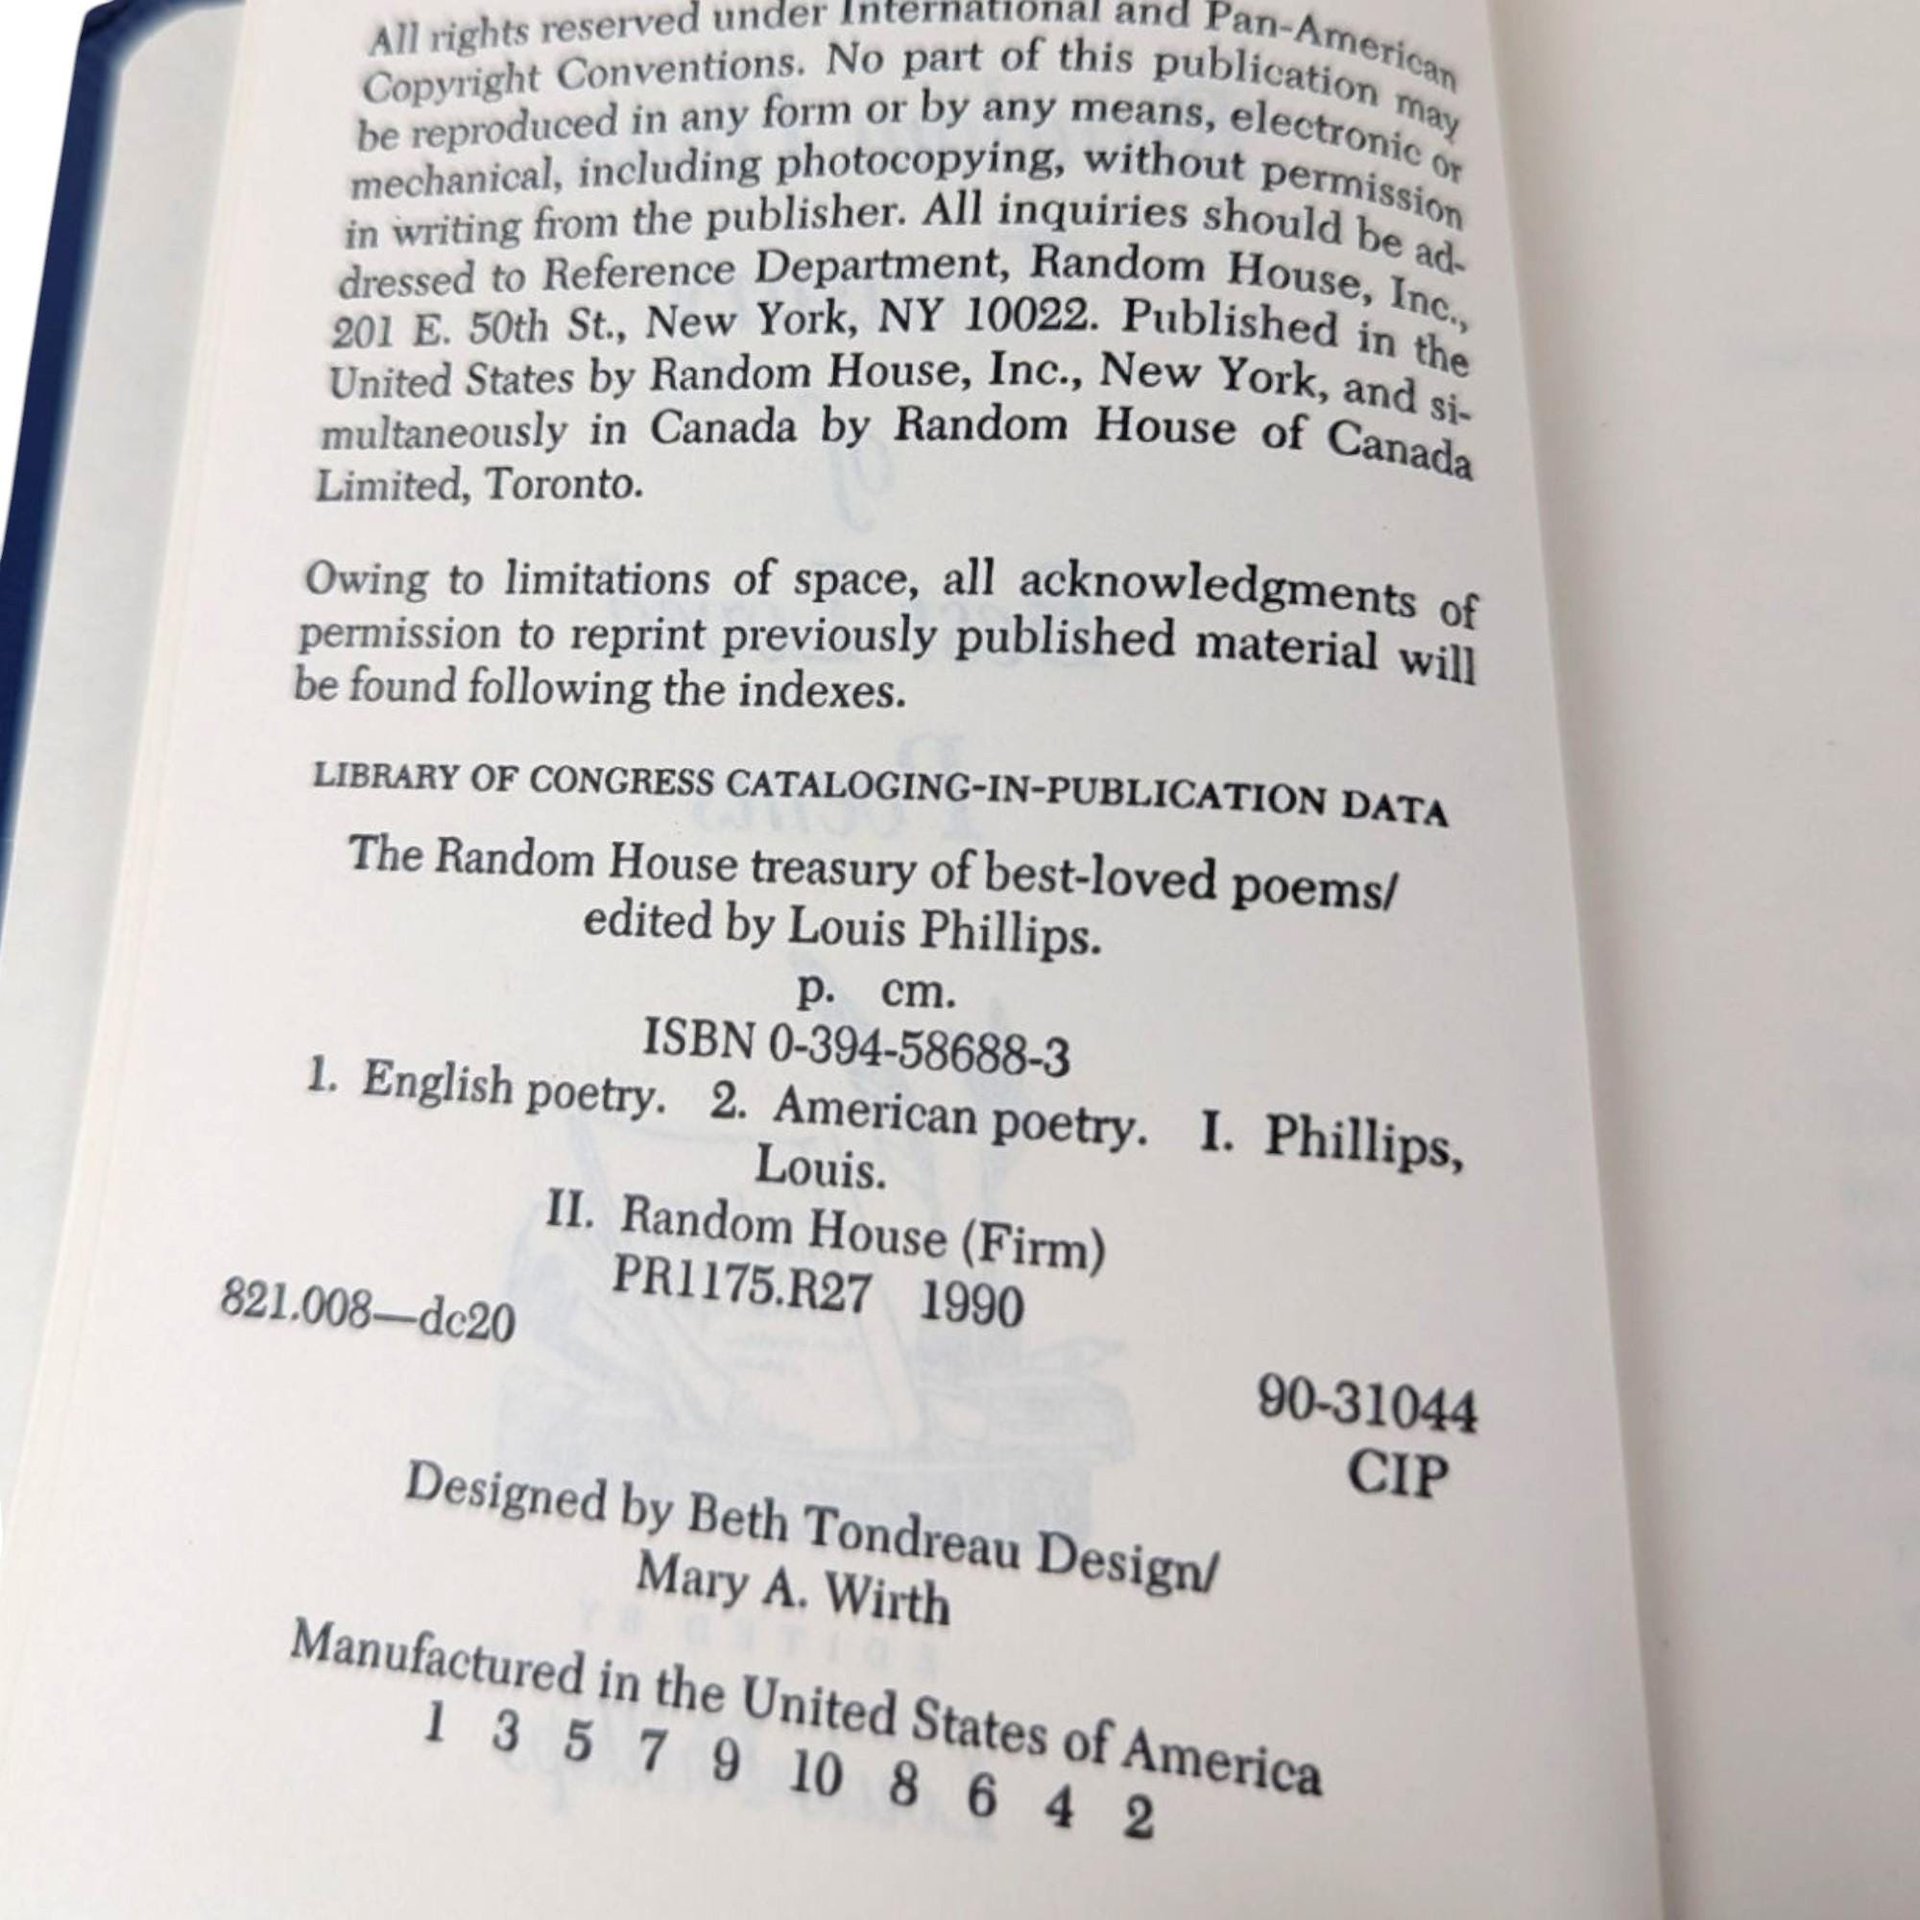 All rights reserved under International and Pan-American
Copyright Conventions. No part of this publication may
be reproduced in any form or by any means, electronic or
mechanical, including photocopying, without permission
in writing from the publisher. All inquiries should be ad-
dressed to Reference Department, Random House, Inc.,
201 E. 50th St., New York, NY 10022. Published in the
United States by Random House, Inc., New York, and si-
multaneously in Canada by Random House of Canada
Limited, Toronto.
Owing to limitations of space, all acknowledgments of
permission to reprint previously published material will
be found following the indexes.
LIBRARY OF CONGRESS CATALOGING-IN-PUBLICATION DATA
The Random House treasury of best-loved poems/
edited by Louis Phillips.
p. cm.
ISBN 0-394-58688-3
1. English poetry. 2. American poetry. I. Phillips,
Louis.
II. Random House (Firm)
PR1175.R27 1990
821.008—dc20
90-31044
CIP
Designed by Beth Tondreau Design/
Mary A. Wirth
Manufactured in the United States of America
1 3 5 7 9 10 8 6 4 2